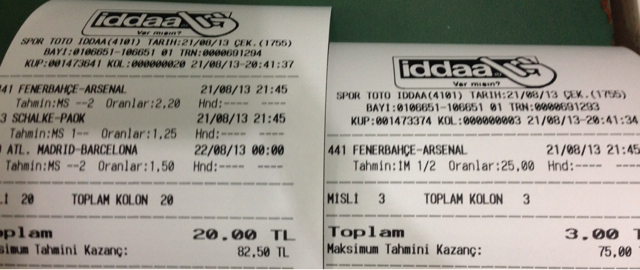 iddaa
Var mısın?
SPOR TOTO IDDAA(4101) TARIH:21/08/13 ÇEK.(1755)
BAYI:0106651-106651 01 TRN:0000691294
KUP:001473641 KOL:000000020 21/08/13-20:41:37
441 FENERBAHÇE-ARSENAL 21/08/13 21:45
Tahmin:MS --2 Oranlar:2,20 Hnd:---- ----
3 SCHALKE-PAOK 21/08/13 21:45
Tahmin:MS 1-- Oranlar:1,25 Hnd:---- ----
ATL. MADRID-BARCELONA 22/08/13 00:00
Tahmin:MS --2 Oranlar:1,50 Hnd:---- ----
20 TOPLAM KOLON 20
oplam 20.00 TL
simum Tahmini Kazanç: 82,50 TL
iddaa
Var mısın?
SPOR TOTO IDDAA(4101) TARIH:21/08/13 ÇEK.(1755)
BAYI:0106651-106651 01 TRN:0000691293
KUP:001473374 KOL:000000003 21/08/13-20:41:34
441 FENERBAHÇE-ARSENAL 21/08/13 21:45
Tahmin:IM 1/2 Oranlar:25,00 Hnd:----
MISLI 3 TOPLAM KOLON 3
Toplam 3.00 T
Maksimum Tahmini Kazanç: 75,00